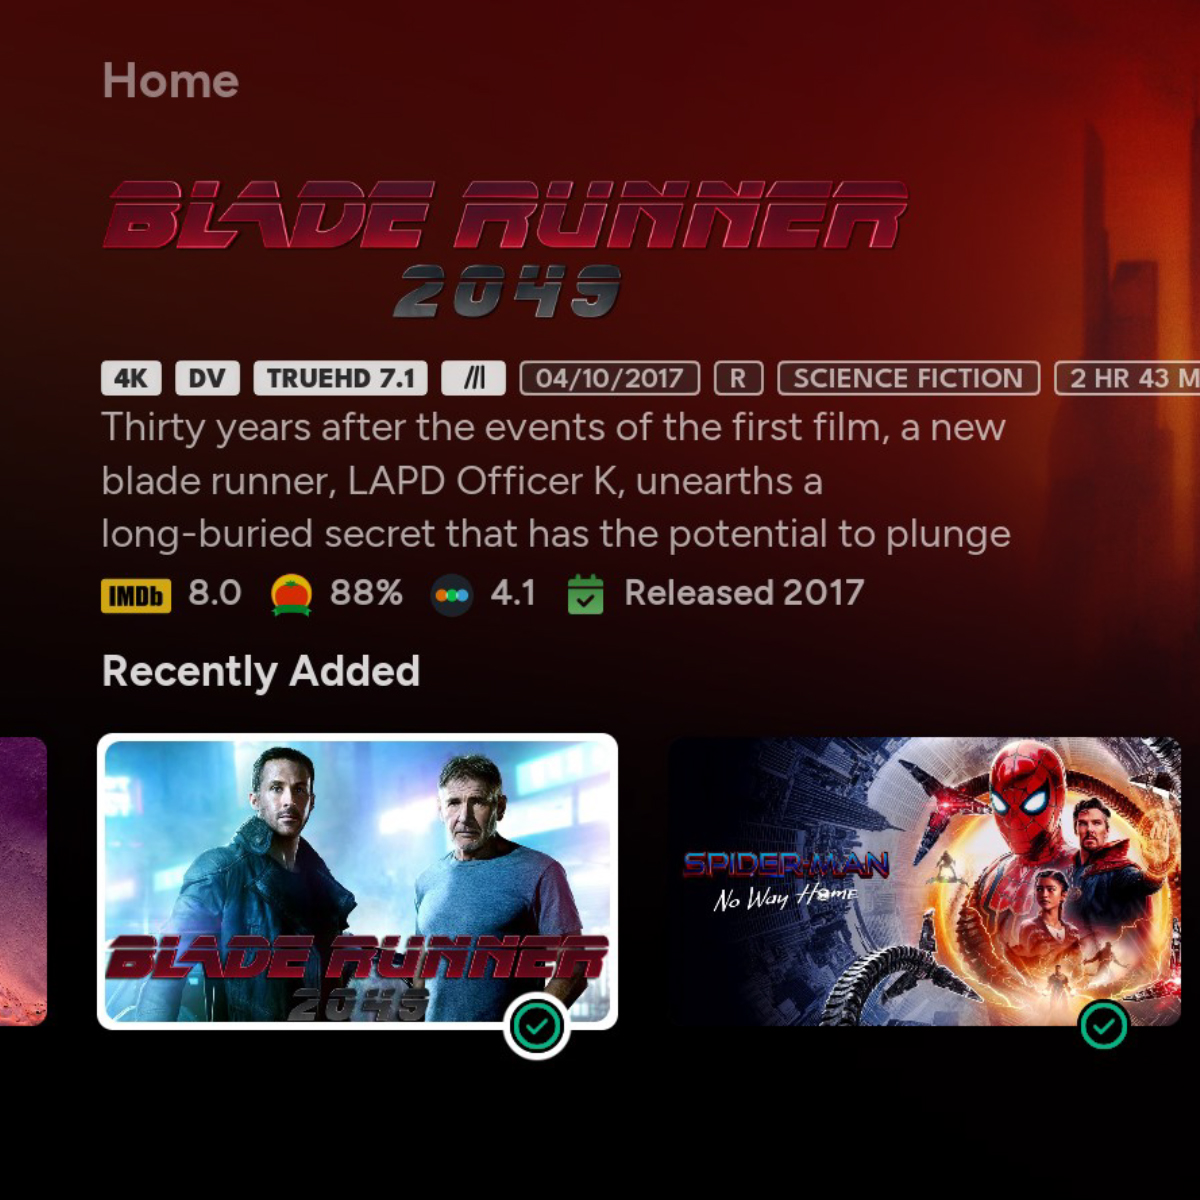 Home
BLADE RUNNER
2049
4K DV TRUEHD 7.1 04/10/2017 R SCIENCE FICTION 2 HR 43 M
Thirty years after the events of the first film, a new
blade runner, LAPD Officer K, unearths a
long-buried secret that has the potential to plunge
IMDb 8.0 88% 4.1 Released 2017
Recently Added
BLADE RUNNER
2049
SPIDER-MAN
No Way Home